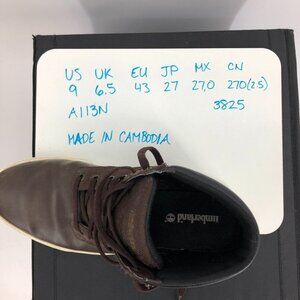 US UK EU JP MX CN
9 6.5 43 27 27.0 270(2.5)
A113N 3825
MADE IN CAMBODIA
Timberland